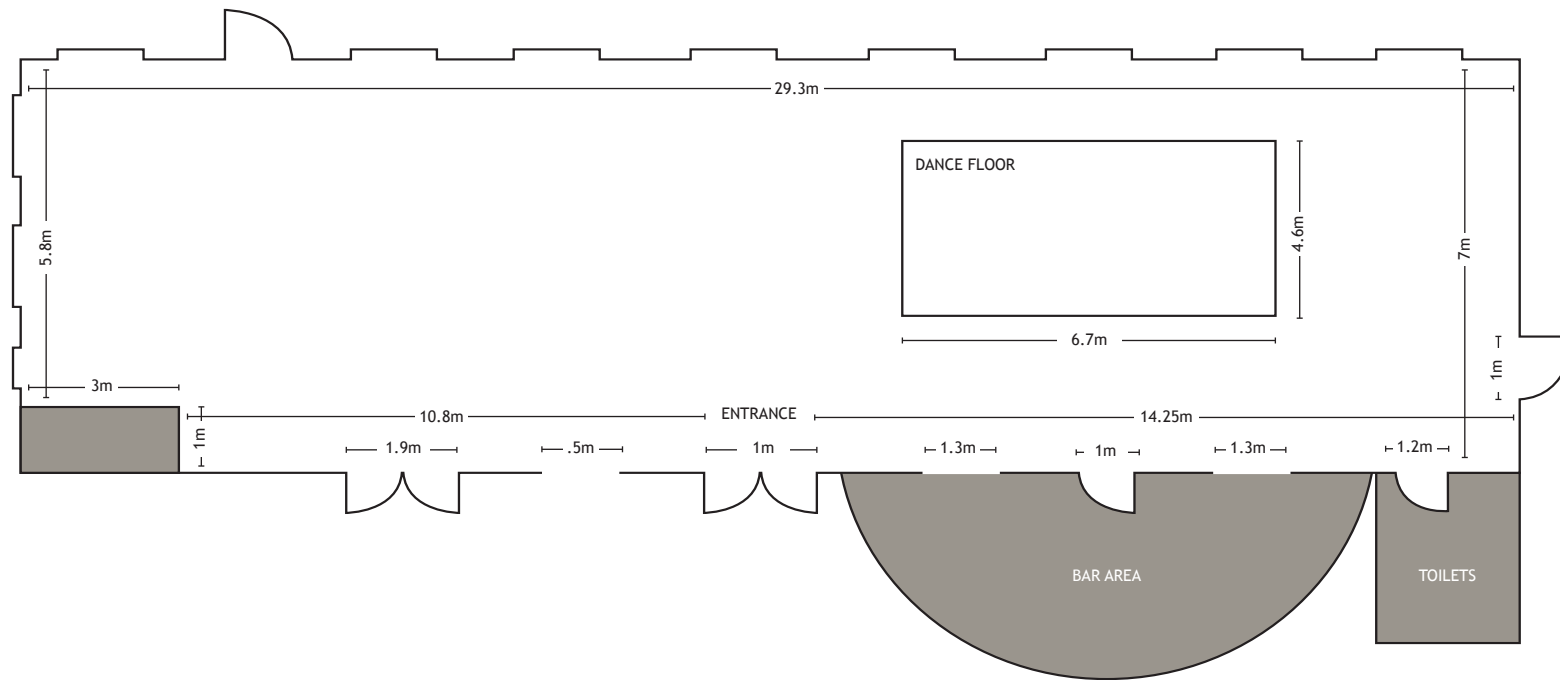 29.3m
DANCE FLOOR
5.8m
4.6m
7m
6.7m
1m
3m
10.8m
ENTRANCE
14.25m
1m
1.9m
.5m
1m
1.3m
1m
1.3m
1.2m
BAR AREA
TOILETS